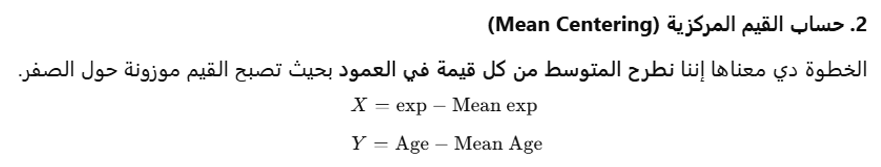 2. حساب القيم المركزية (Mean Centering)
الخطوة دي معناها إننا نطرح المتوسط من كل قيمة في العمود بحيث تصبح القيم موزونة حول الصفر.
X = exp − Mean exp
Y = Age − Mean Age